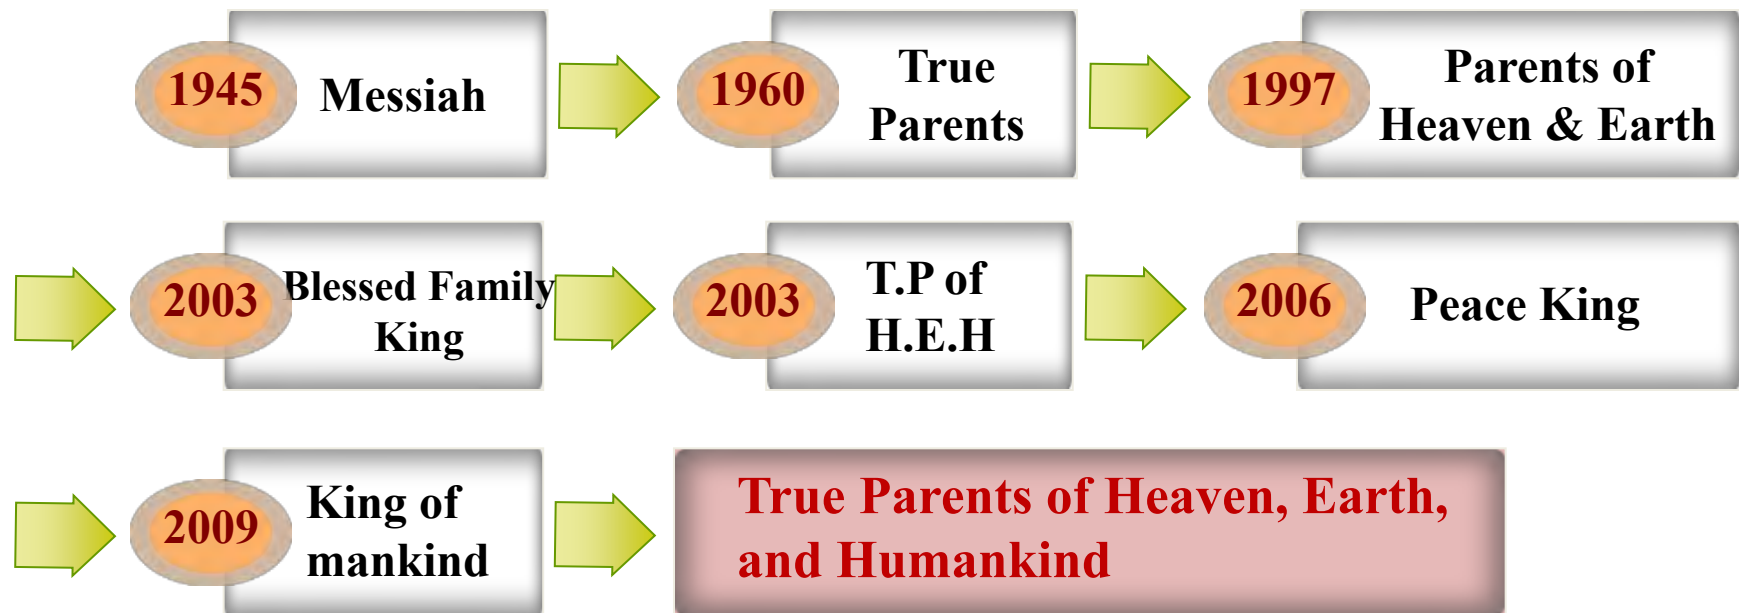 1945
Messiah
1960
True
Parents
1997
Parents of
Heaven & Earth
2003
Blessed Family
King
2003
T.P of
H.E.H
2006
Peace King
2009
King of
mankind
True Parents of Heaven, Earth,
and Humankind